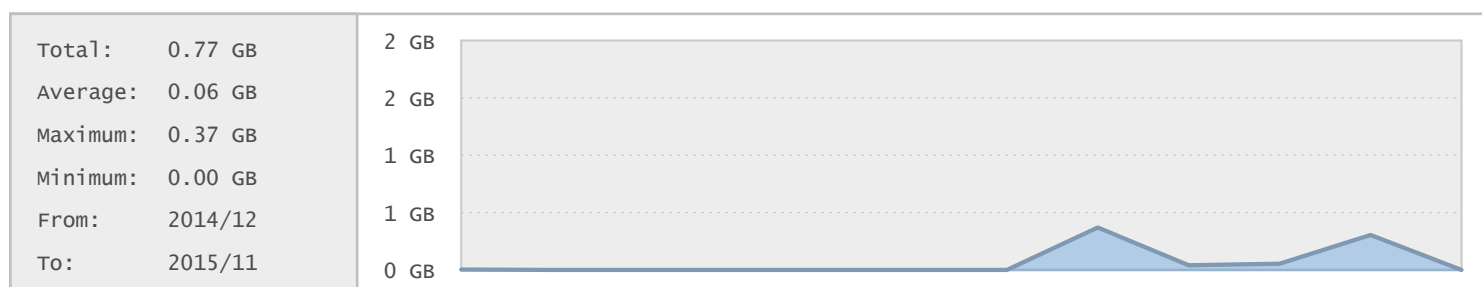 Total: 0.77 GB
Average: 0.06 GB
Maximum: 0.37 GB
Minimum: 0.00 GB
From: 2014/12
To: 2015/11
2 GB
2 GB
1 GB
1 GB
0 GB